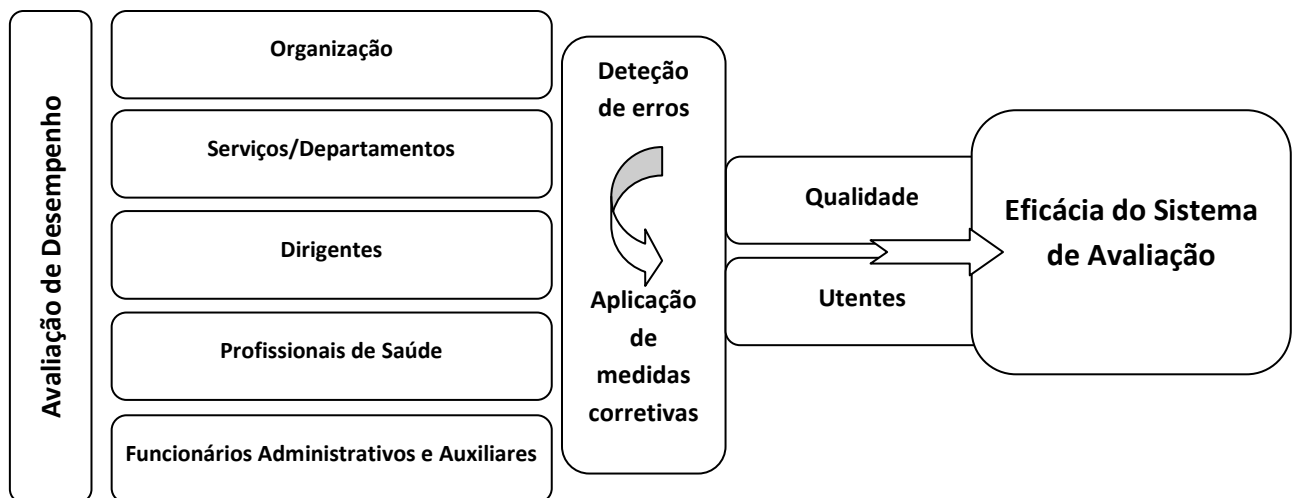 Avaliação de Desempenho
Organização
Serviços/Departamentos
Dirigentes
Profissionais de Saúde
Funcionários Administrativos e Auxiliares
Deteção
de erros
Aplicação
de
medidas
corretivas
Qualidade
Utentes
Eficácia do Sistema
de Avaliação